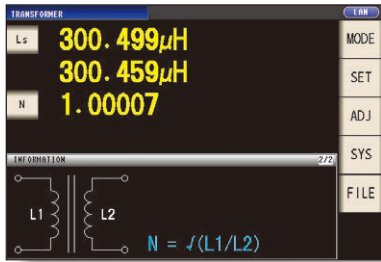 TRANSFORMER LAN
Ls 300.499μH MODE
300.459μH SET
N 1.00007 ADJ
SYS
INFORMATION 2/2
FILE
L1 L2
N = √(L1/L2)